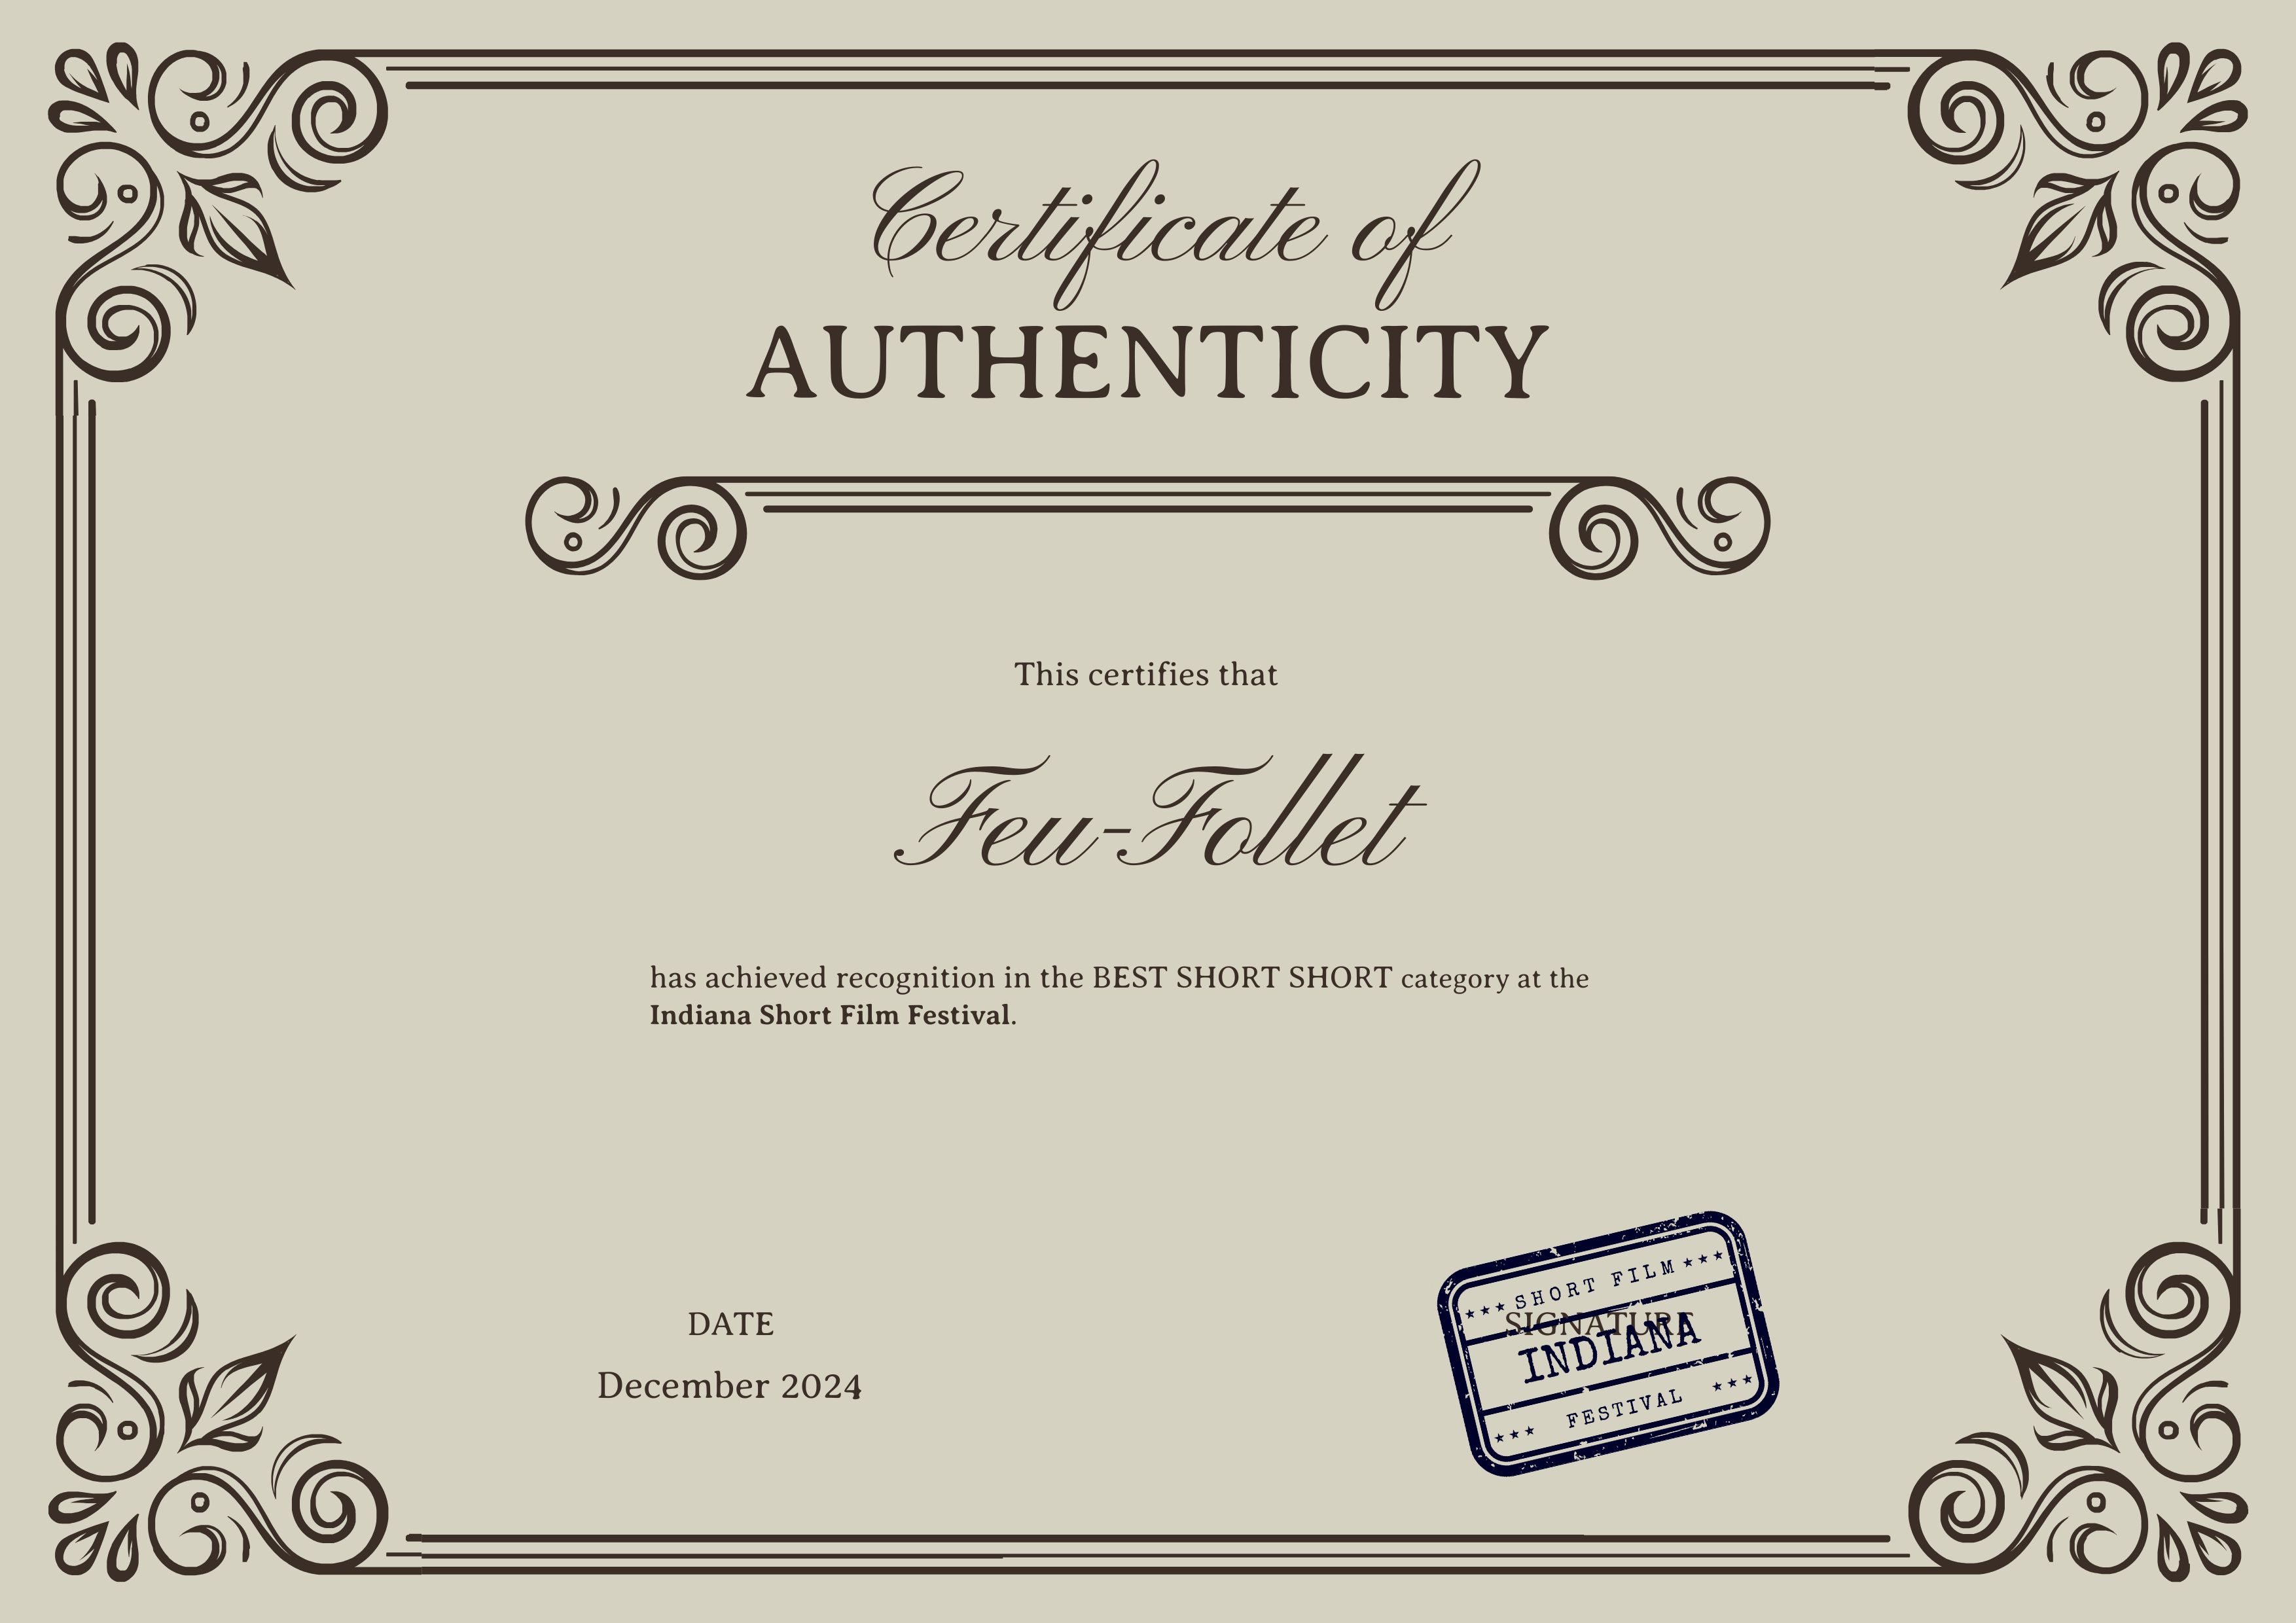 Certificate of
AUTHENTICITY
This certifies that
Feu-Follet
has achieved recognition in the BEST SHORT SHORT category at the
Indiana Short Film Festival.
DATE
December 2024
SIGNATURE
★★★ SHORT FILM ★★★
INDIANA
★★★ FESTIVAL ★★★